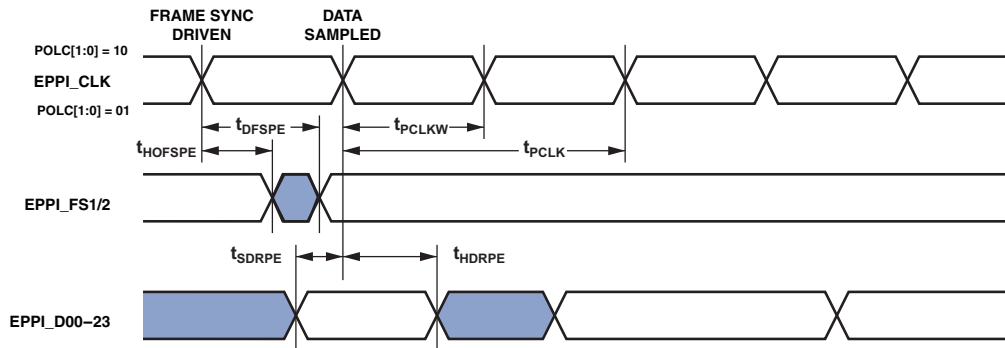 FRAME SYNC
DRIVEN
DATA
SAMPLED
POLC[1:0] = 10
EPPI_CLK
POLC[1:0] = 01
tDFSPE
tPCLKW
tHOFSPE
tPCLK
EPPI_FS1/2
tSDRPE
tHDRPE
EPPI_D00–23